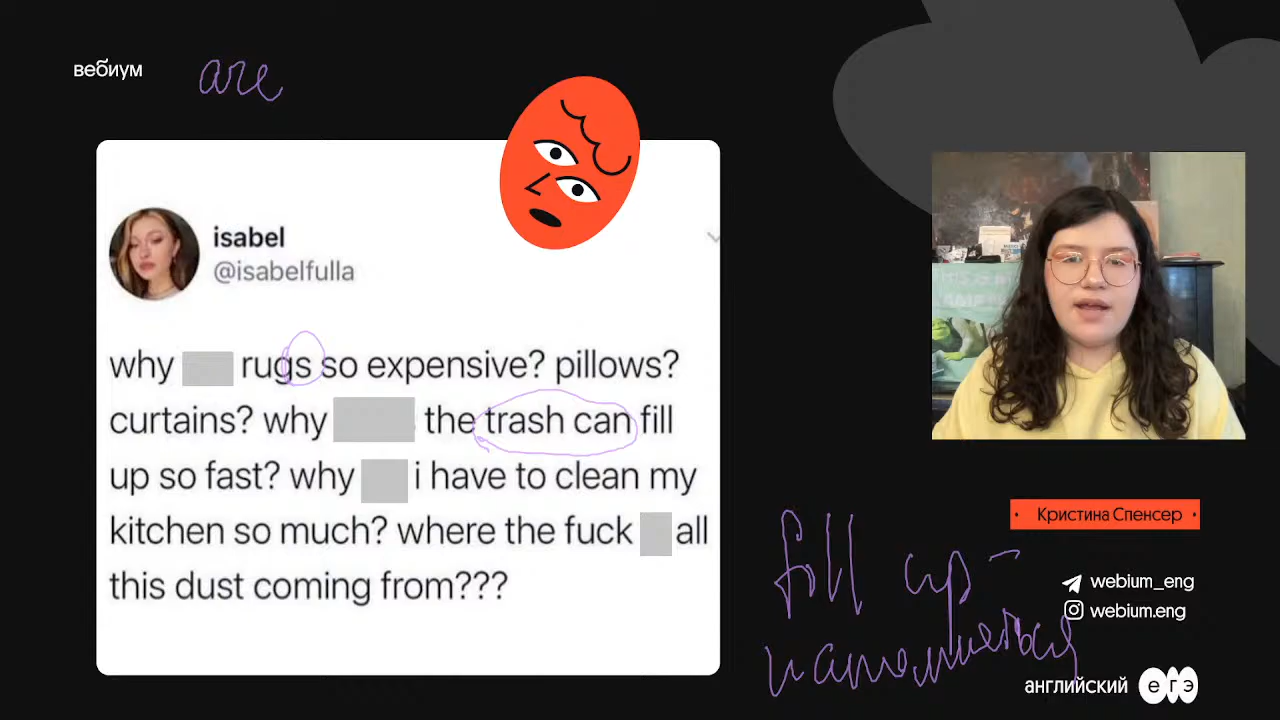 вебиум are
isabel
@isabelfulla
why rugs so expensive? pillows?
curtains? why the trash can fill
up so fast? why i have to clean my
kitchen so much? where the fuck all
this dust coming from???
Кристина Спенсер
fill up -
наполняться
webium_eng
webium.eng
английский егэ